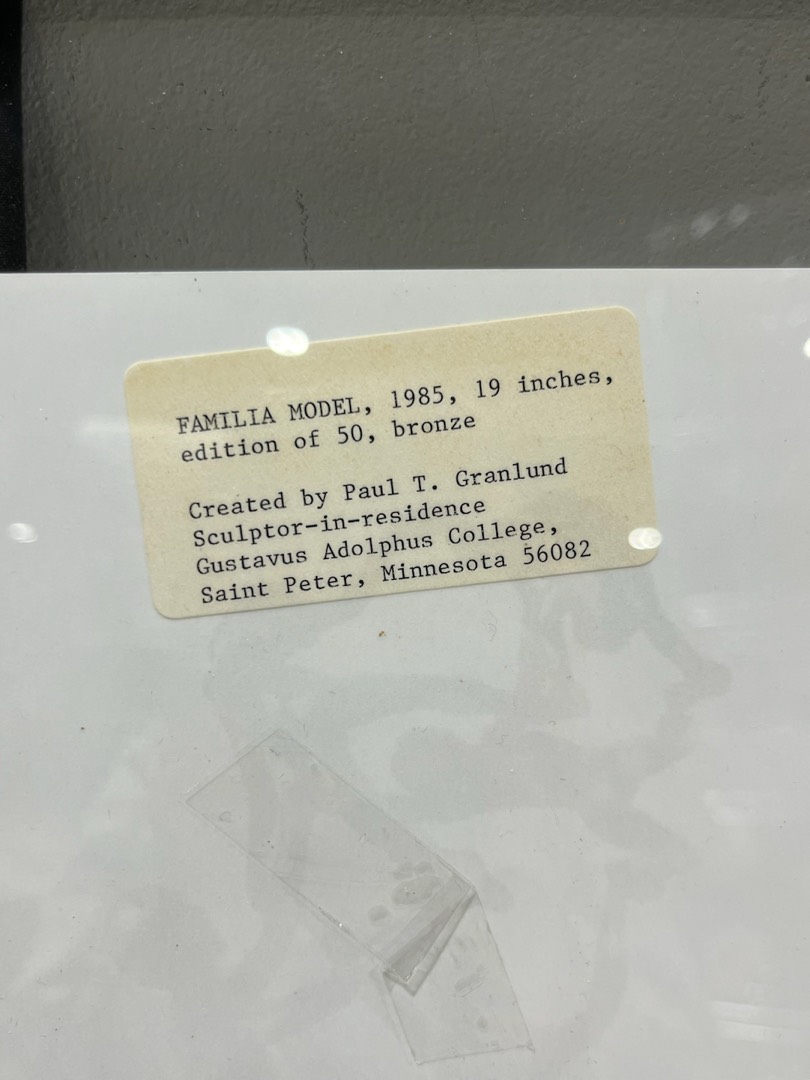 FAMILIA MODEL, 1985, 19 inches,
edition of 50, bronze
Created by Paul T. Granlund
Sculptor-in-residence
Gustavus Adolphus College,
Saint Peter, Minnesota 56082